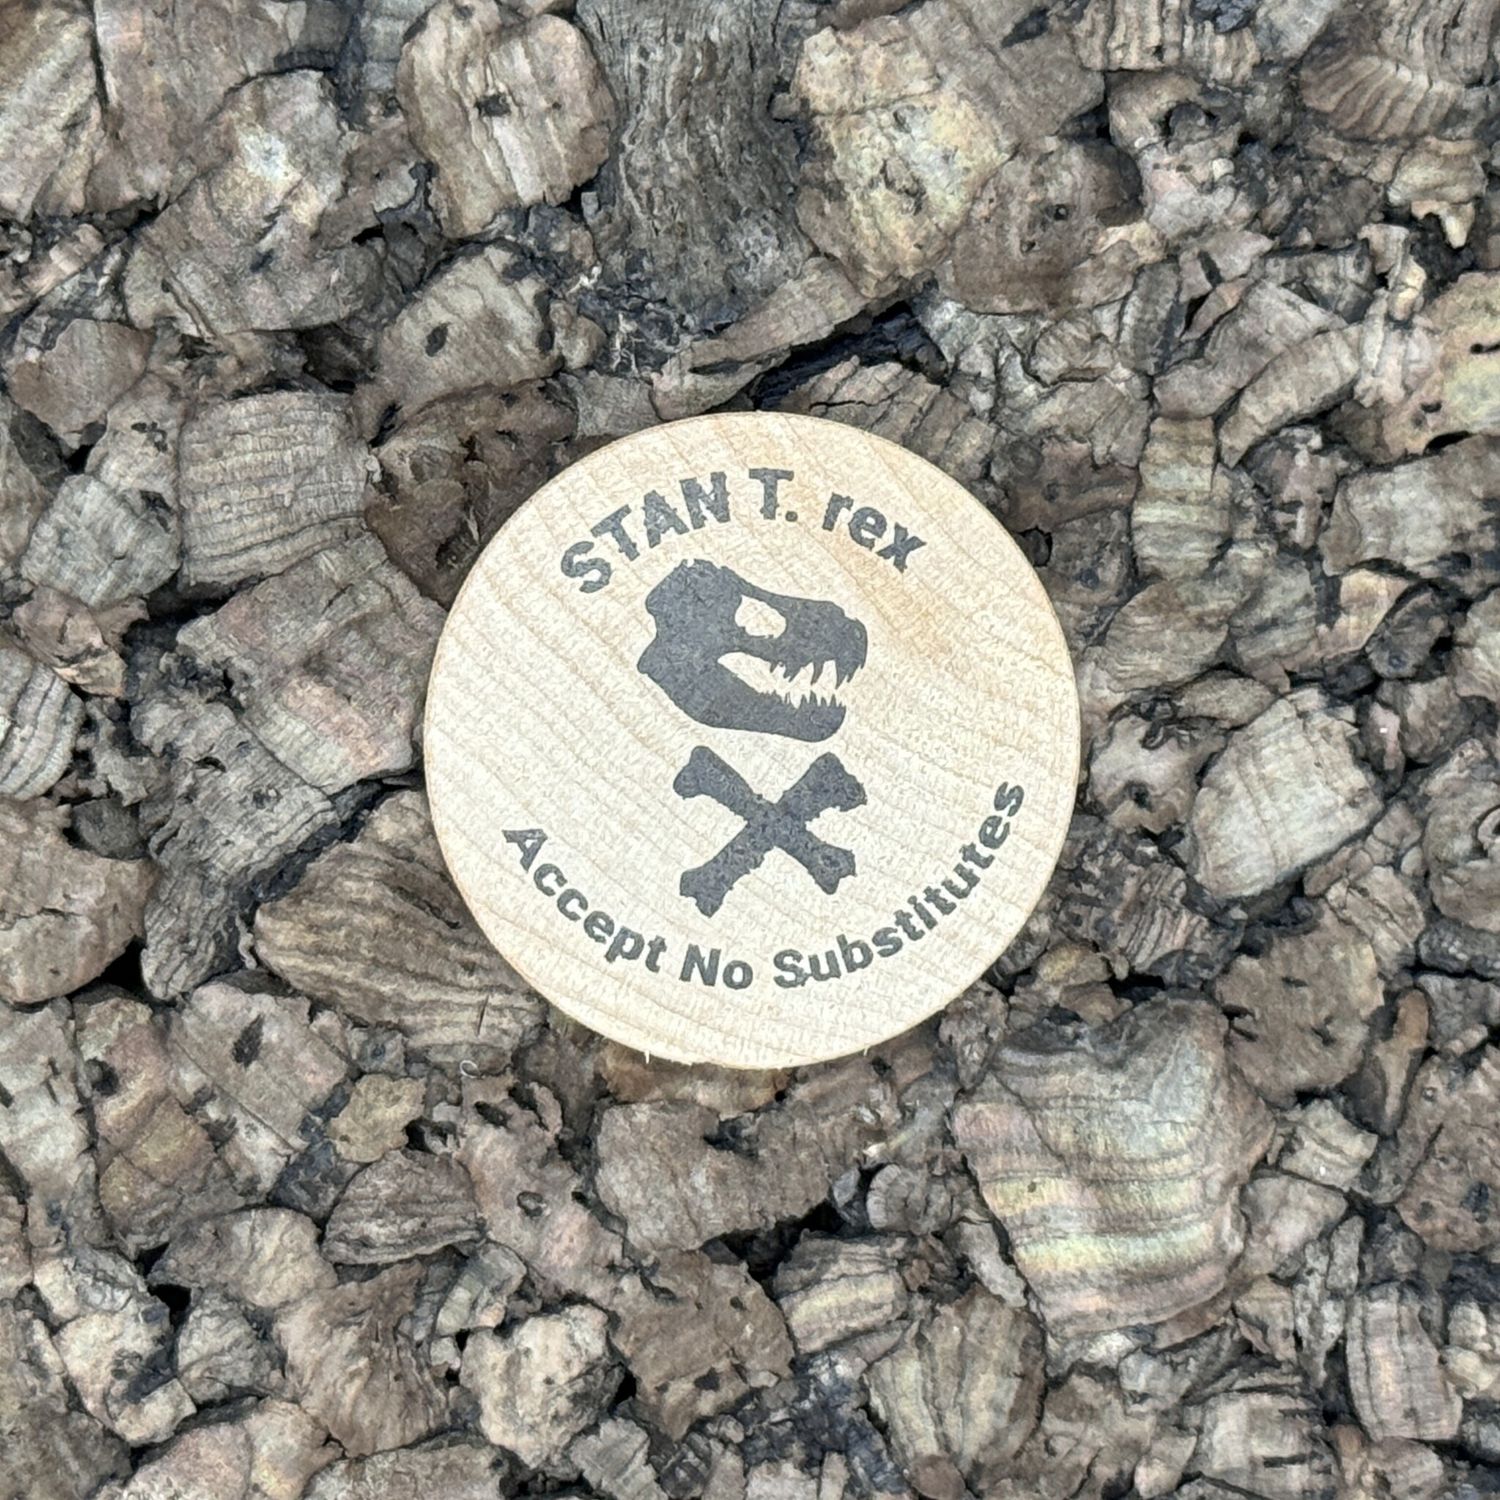 STAN T. rex
Accept No Substitutes